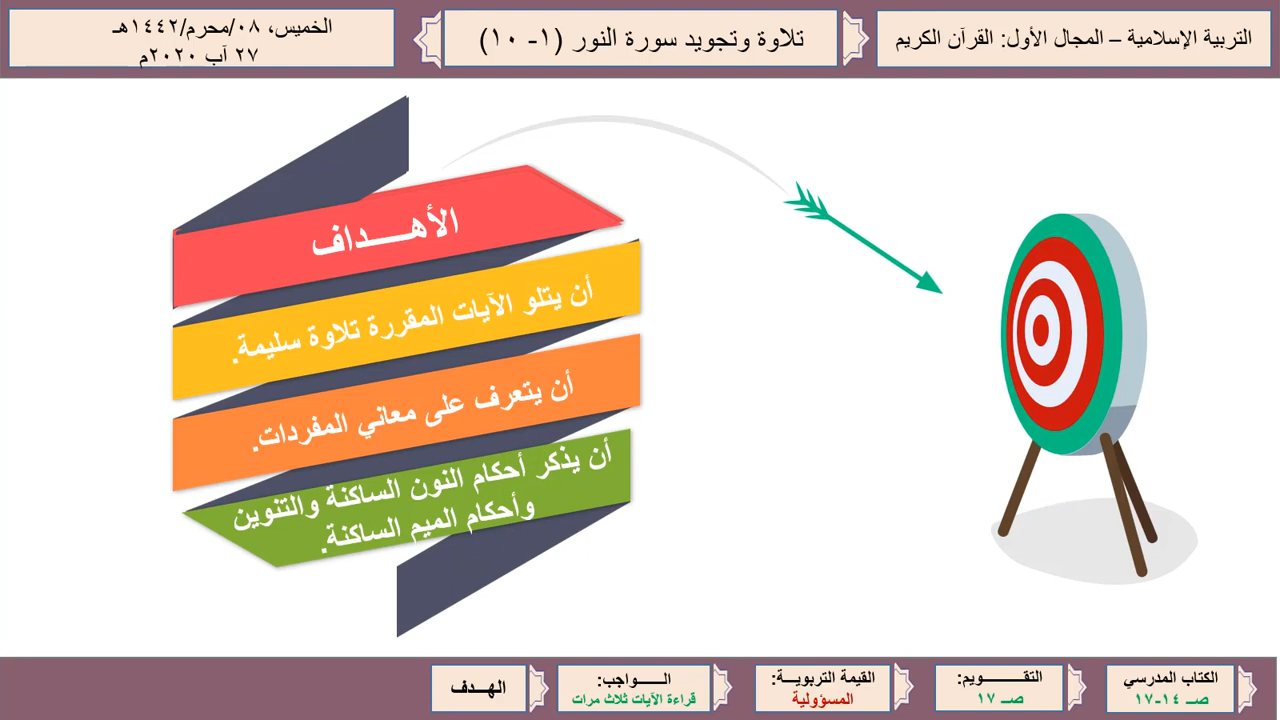 التربية الإسلامية – المجال الأول: القرآن الكريم
تلاوة وتجويد سورة النور (١- ١٠)
الخميس، ٠٨/محرم/١٤٤٢هـ
٢٧ آب ٢٠٢٠م
الأهـــداف
أن يتلو الآيات المقررة تلاوة سليمة.
أن يتعرف على معاني المفردات.
أن يذكر أحكام النون الساكنة والتنوين
وأحكام الميم الساكنة.
الكتاب المدرسي
صـ ١٤-١٧
التقـــــويم:
صـ ١٧
القيمة التربويــة:
المسؤولية
الـــــواجب:
قراءة الآيات ثلاث مرات
الهـدف